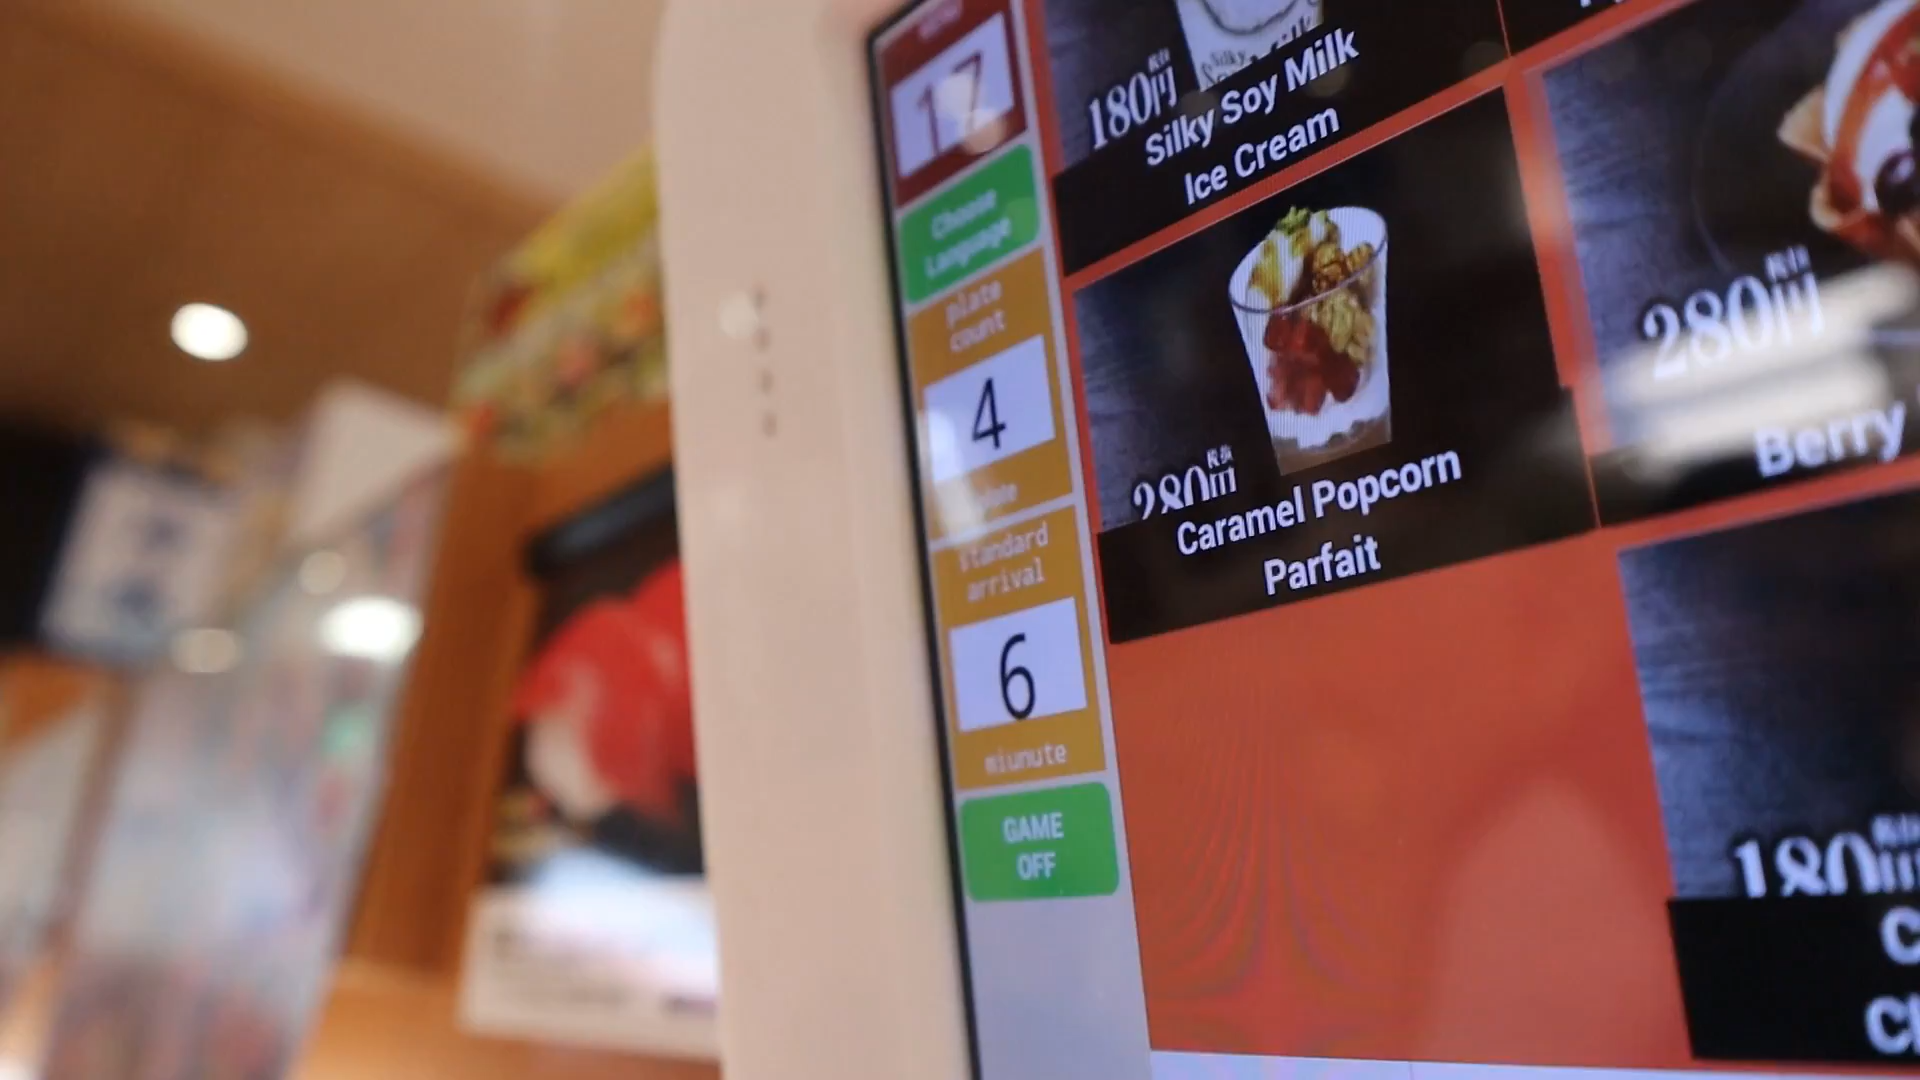 17
Choose
Language
plate
count
4
standard
arrival
6
miunute
GAME
OFF
180円
Silky Soy Milk
Ice Cream
280円
Caramel Popcorn
Parfait
280円
Berry
180円